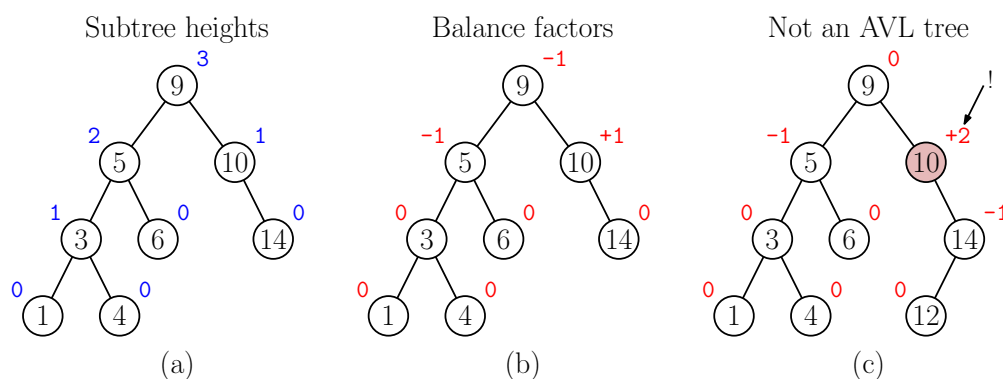 Subtree heights Balance factors Not an AVL tree
3 -1 0
9 9 9 !
2 1 -1 +1 -1 +2
5 10 5 10 5 10
1 0 0 0 0 0 0 0 -1
3 6 14 3 6 14 3 6 14
0 0 0 0 0 0 0
1 4 1 4 1 4 12
(a) (b) (c)